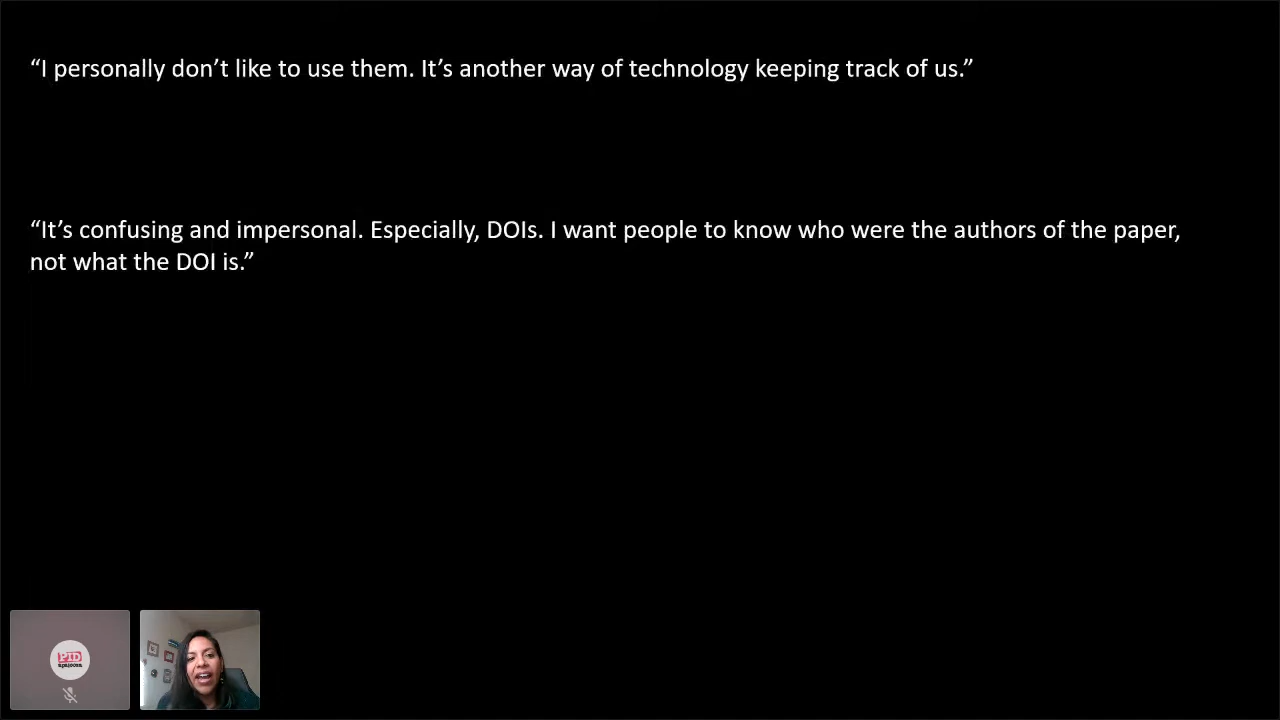 “I personally don’t like to use them. It’s another way of technology keeping track of us.”
“It’s confusing and impersonal. Especially, DOIs. I want people to know who were the authors of the paper,
not what the DOI is.”
PID
apalooza